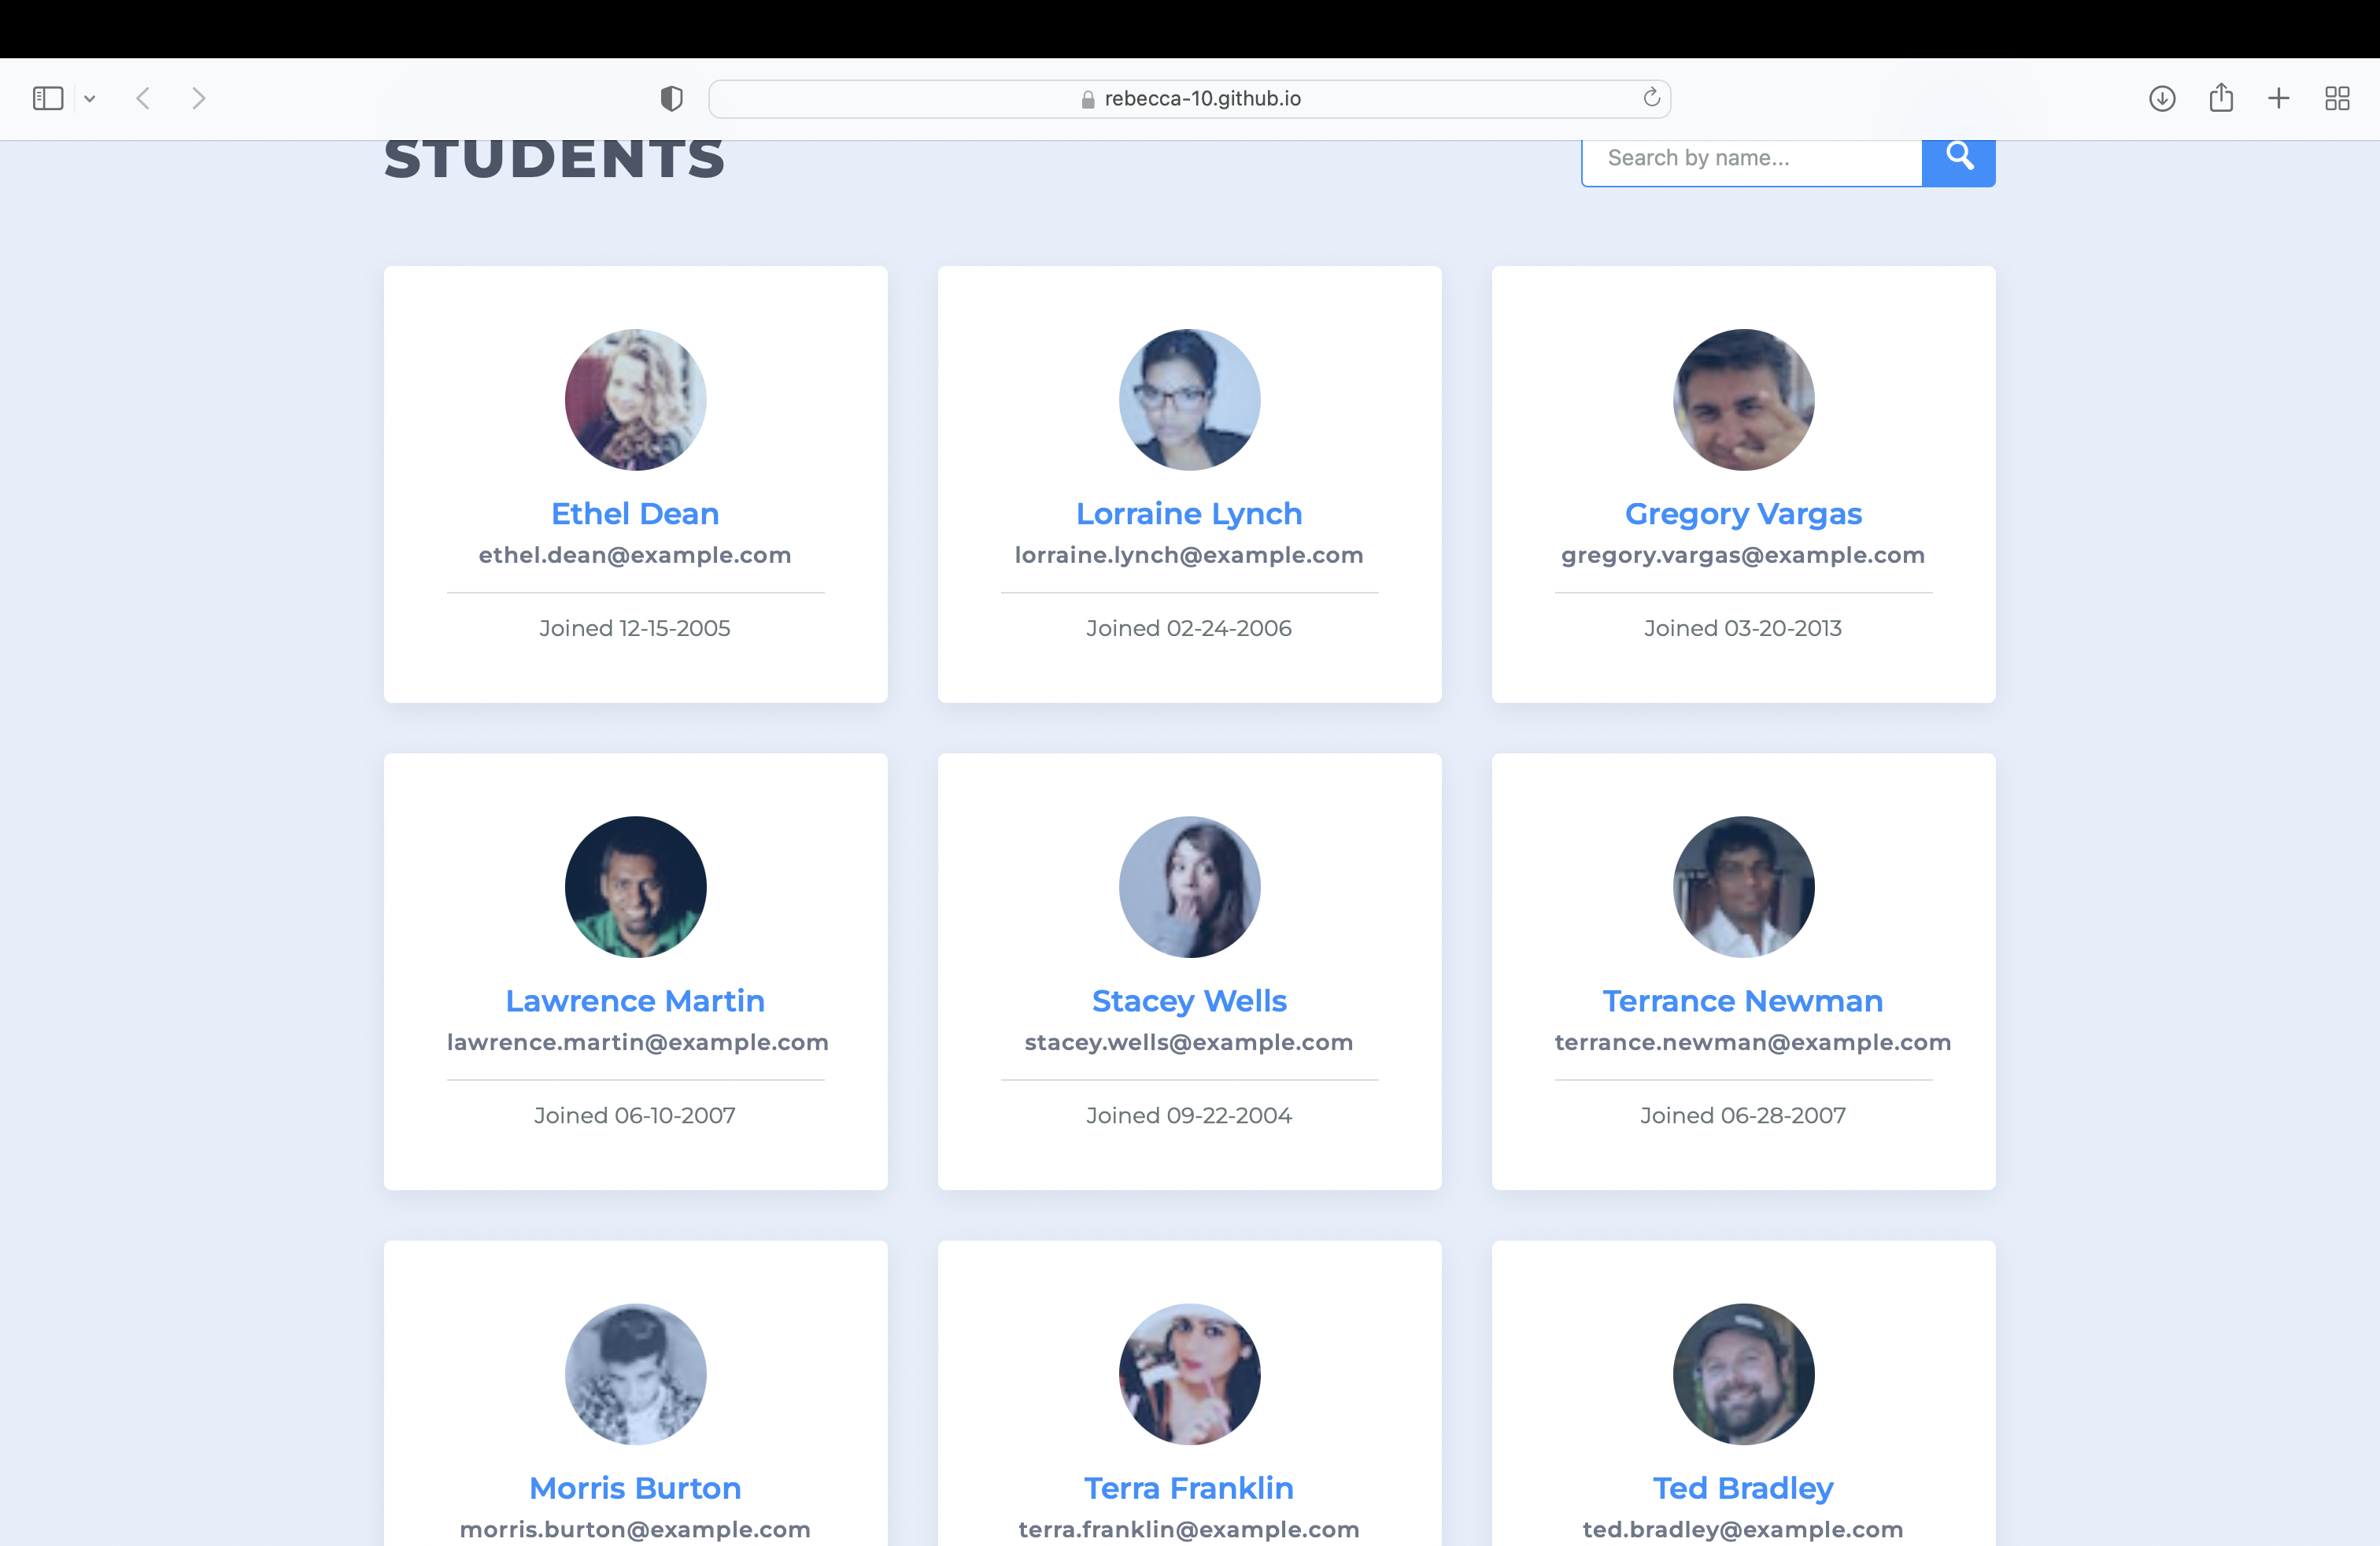 rebecca-10.github.io
STUDENTS
Search by name...
Ethel Dean
ethel.dean@example.com
Joined 12-15-2005
Lorraine Lynch
lorraine.lynch@example.com
Joined 02-24-2006
Gregory Vargas
gregory.vargas@example.com
Joined 03-20-2013
Lawrence Martin
lawrence.martin@example.com
Joined 06-10-2007
Stacey Wells
stacey.wells@example.com
Joined 09-22-2004
Terrance Newman
terrance.newman@example.com
Joined 06-28-2007
Morris Burton
morris.burton@example.com
Terra Franklin
terra.franklin@example.com
Ted Bradley
ted.bradley@example.com